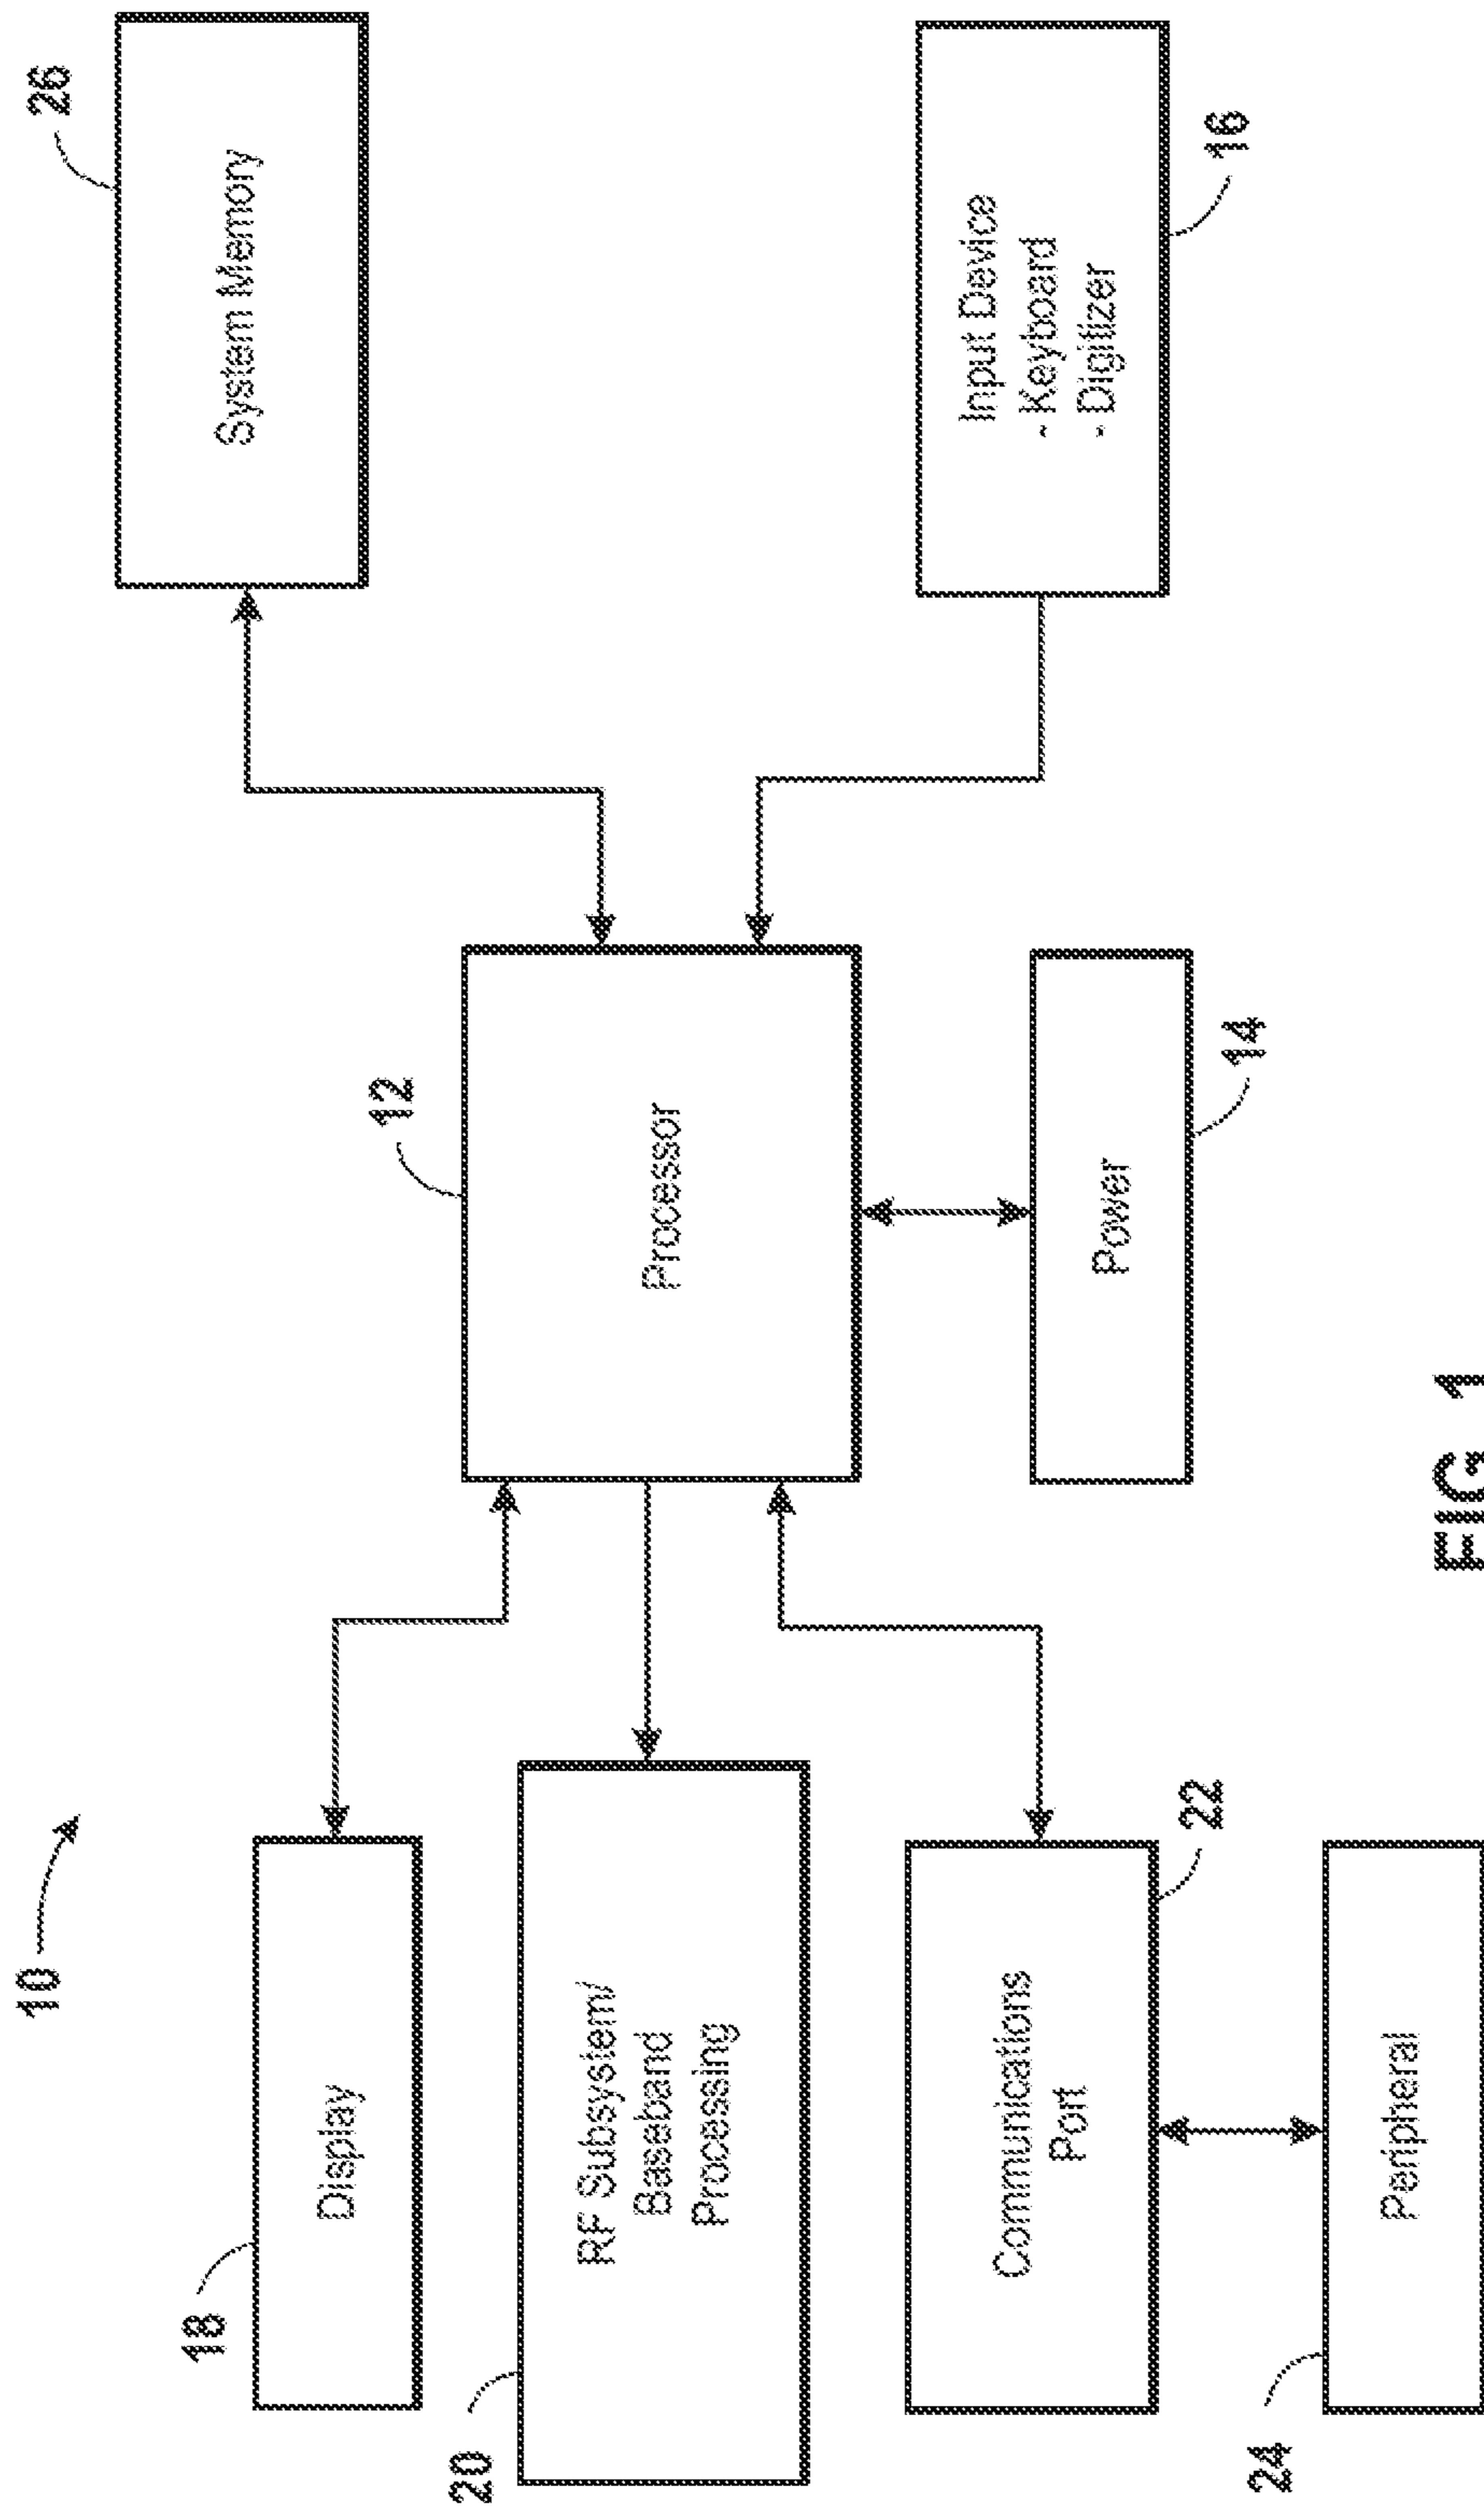 10
26
18
Display
System Memory
12
20
RF Subsystem/
Baseband
Processing
Processor
Communications
Port
22
Power
14
Input Device
- Keyboard
- Digitizer
16
24
Peripheral
FIG. 1